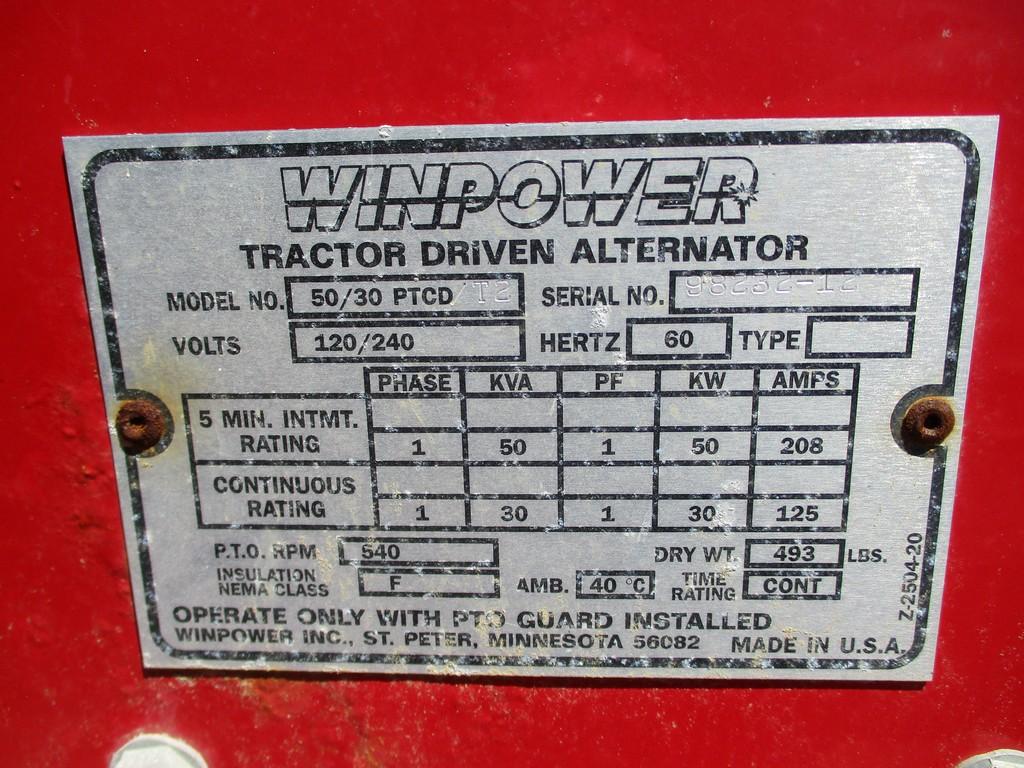 WINPOWER
TRACTOR DRIVEN ALTERNATOR
MODEL NO. 50/30 PTCD/T2 SERIAL NO. 98232-12
VOLTS 120/240 HERTZ 60 TYPE
PHASE KVA PF KW AMPS
5 MIN. INTMT.
RATING 1 50 1 50 208
CONTINUOUS
RATING 1 30 1 30 125
P.T.O. RPM 540 DRY WT. 493 LBS.
INSULATION
NEMA CLASS F AMB. 40 °C TIME
RATING CONT
OPERATE ONLY WITH PTO GUARD INSTALLED
WINPOWER INC., ST. PETER, MINNESOTA 56082 MADE IN U.S.A.
Z-2504-20